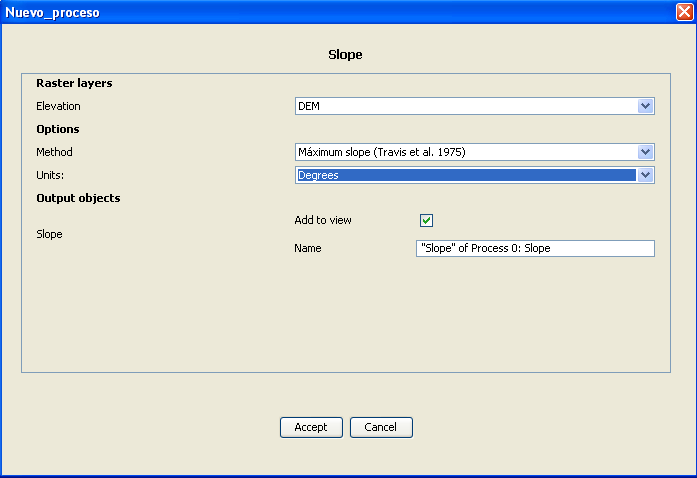 Nuevo_proceso
Slope
Raster layers
Elevation DEM
Options
Method Máximum slope (Travis et al. 1975)
Units: Degrees
Output objects
Slope
Add to view
Name "Slope" of Process 0: Slope
Accept Cancel